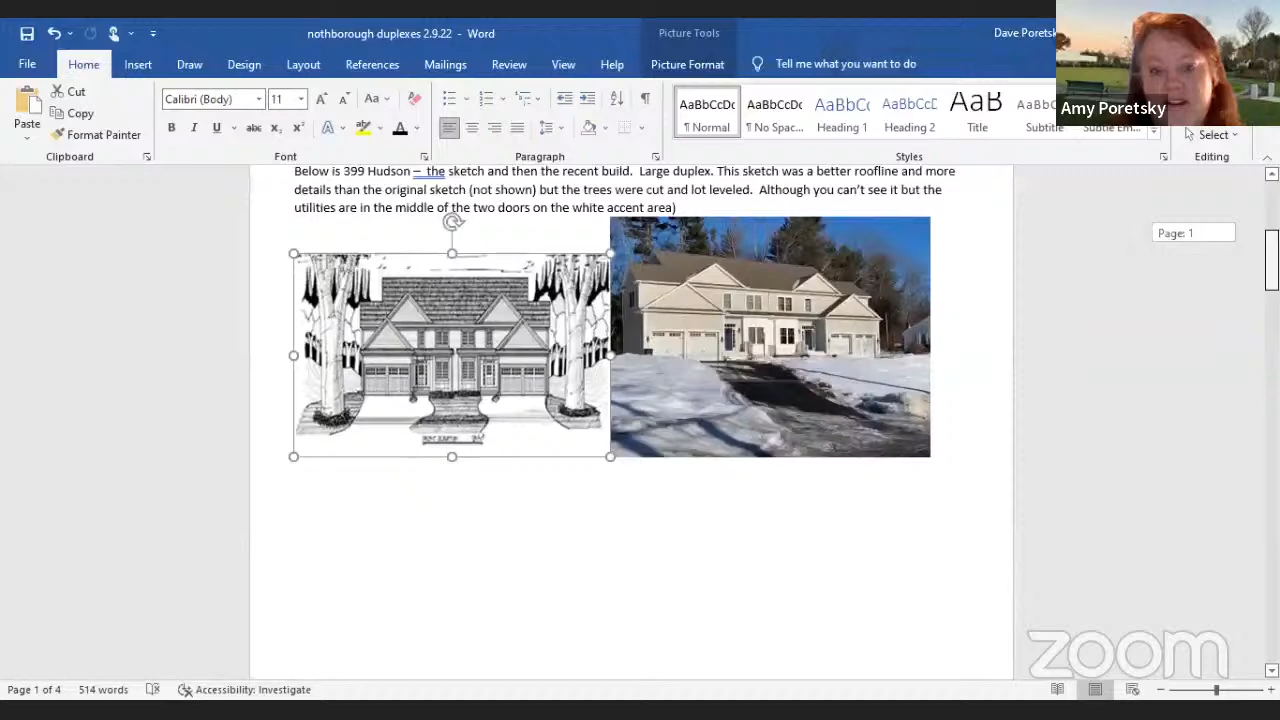 nothborough duplexes 2.9.22 - Word
Picture Tools
Dave Poretsk
File Home Insert Draw Design Layout References Mailings Review View Help Picture Format Tell me what you want to do
Amy Poretsky
Paste
Cut
Copy
Format Painter
Clipboard
Calibri (Body) 11
Font
Paragraph
AaBbCcDc AaBbCcDc AaBbC( AaBbCcE AaB
¶ Normal ¶ No Spac... Heading 1 Heading 2 Title Subtitle Subtle Em...
Styles
Select
Editing
Below is 399 Hudson – the sketch and then the recent build. Large duplex. This sketch was a better roofline and more
details than the original sketch (not shown) but the trees were cut and lot leveled. Although you can't see it but the
utilities are in the middle of the two doors on the white accent area)
Page: 1
zoom
Page 1 of 4 514 words Accessibility: Investigate